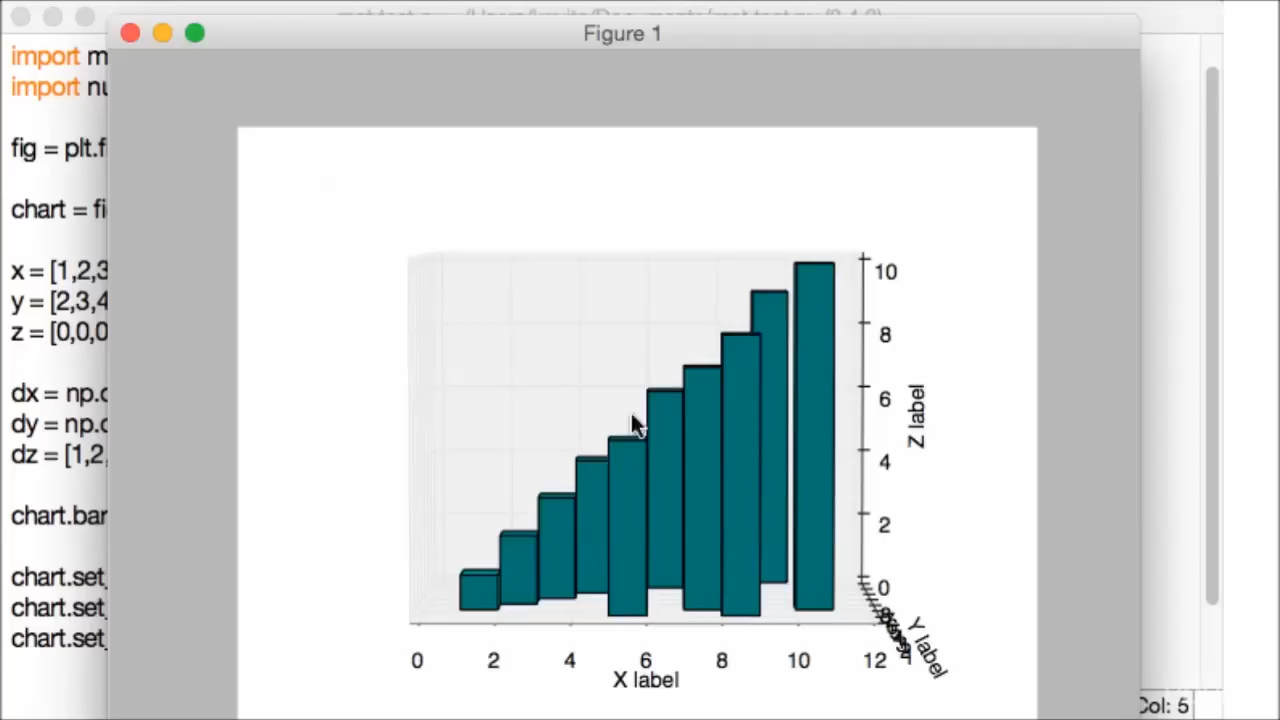 Figure 1
import m
import nu
fig = plt.fi
chart = fi
x = [1,2,3
y = [2,3,4
z = [0,0,0
dx = np.o
dy = np.o
dz = [1,2,
chart.bar
chart.set_
chart.set_
chart.set_
10
8
6
4
2
0
Z label
Y label
0 2 4 6 8 10 12
X label
Col: 5